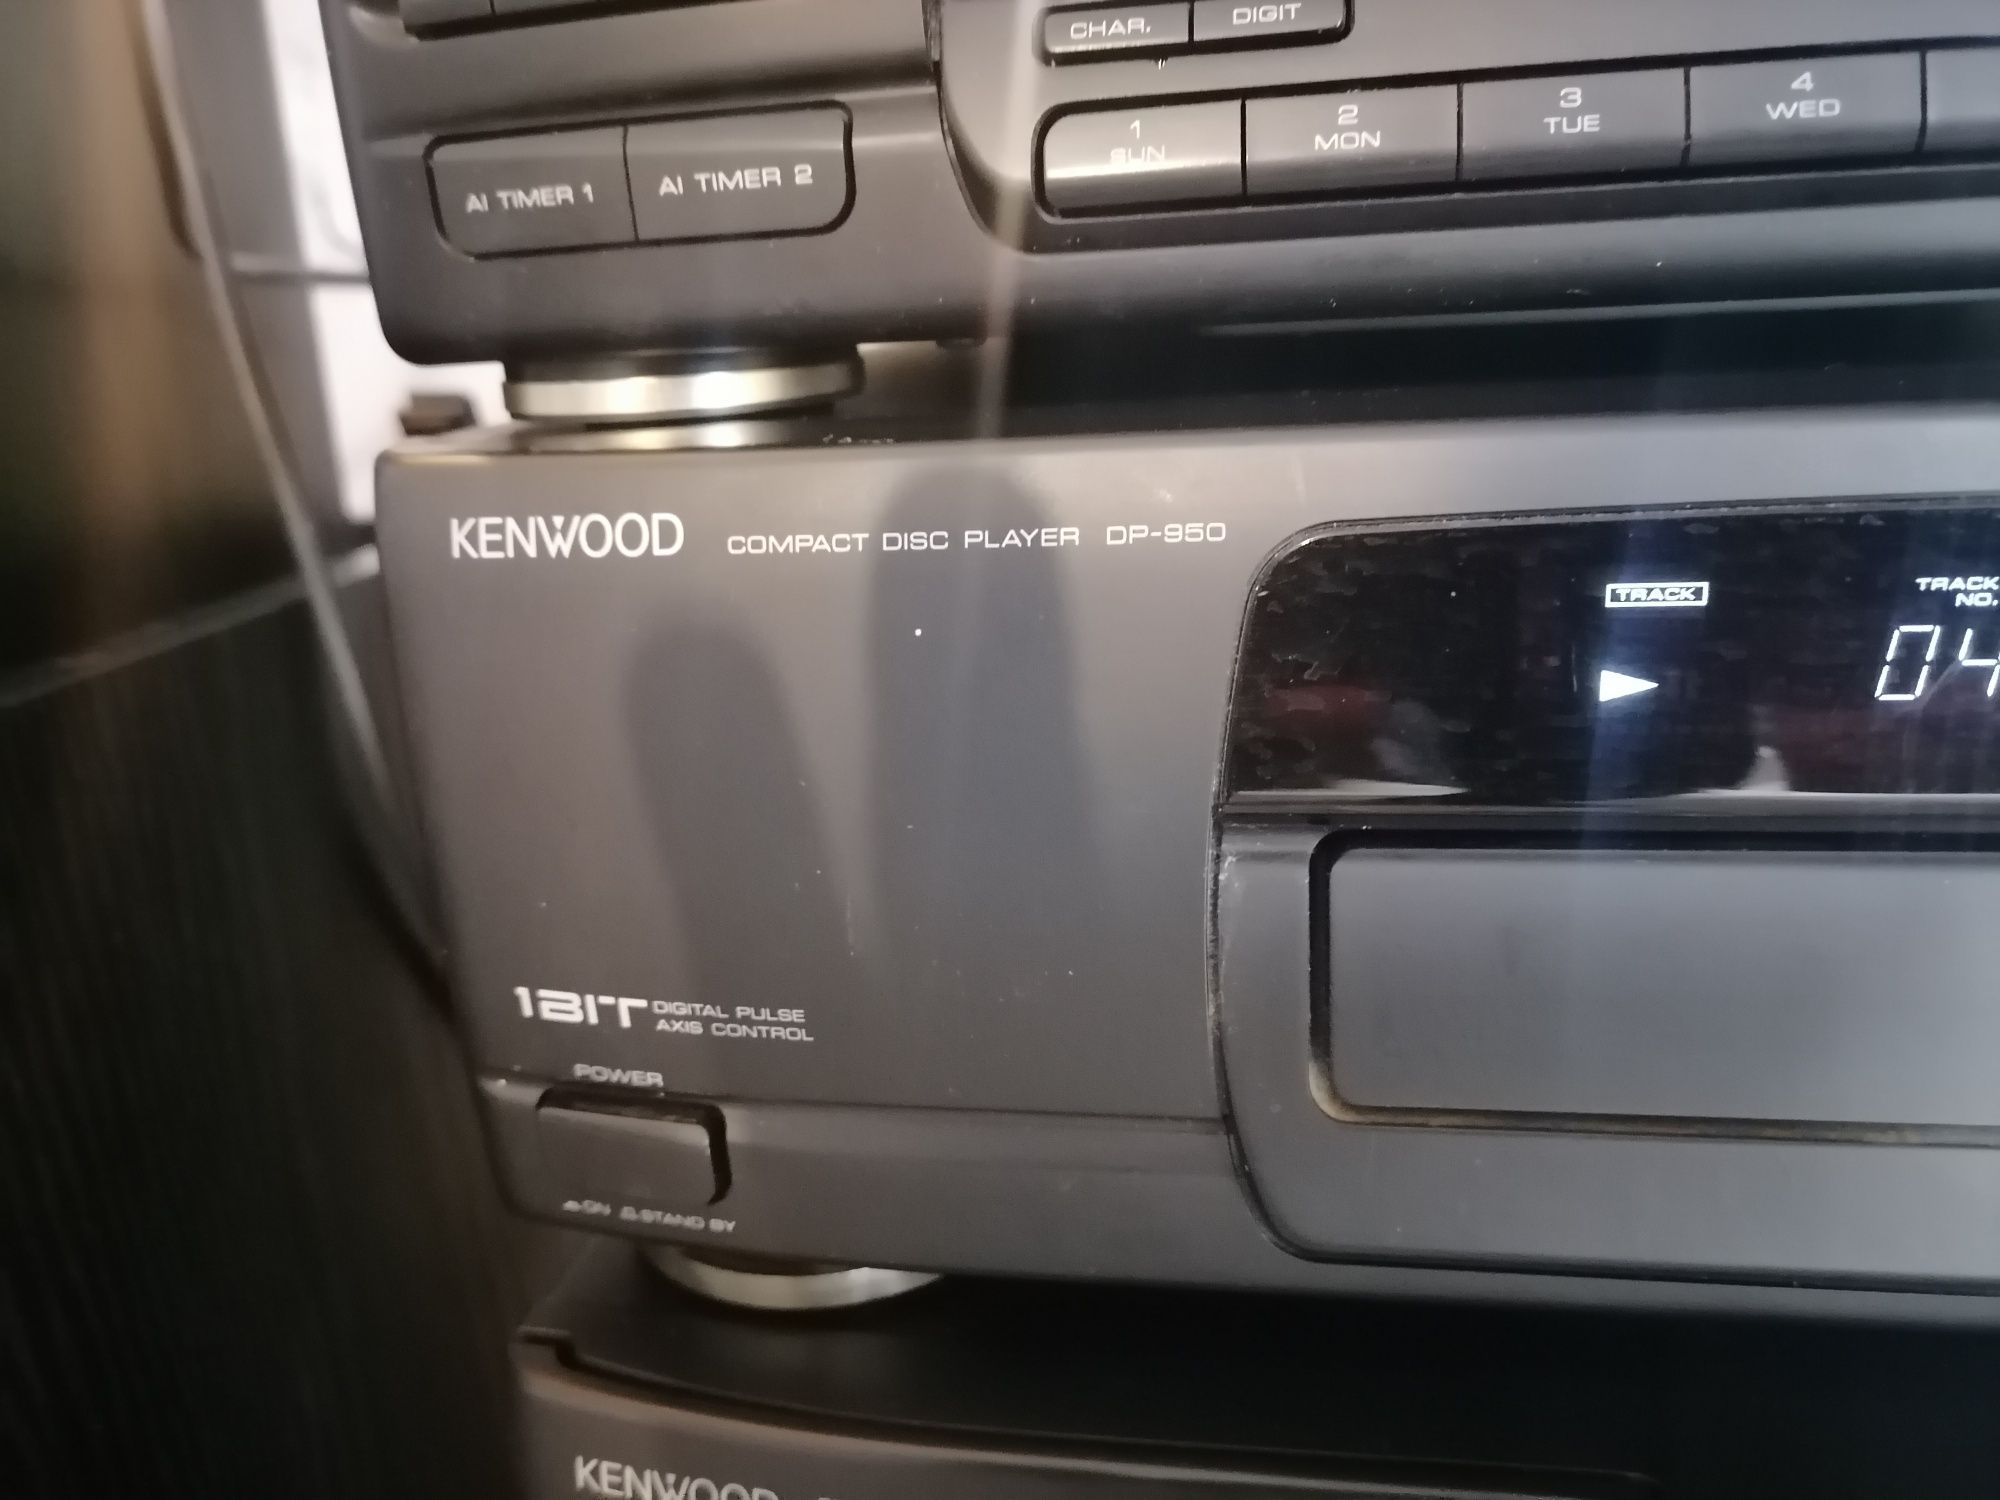 CHAR. DIGIT
AI TIMER 1 AI TIMER 2
1 2 3 4
SUN MON TUE WED
KENWOOD COMPACT DISC PLAYER DP-950
TRACK TRACK
NO.
04
1BIT DIGITAL PULSE
AXIS CONTROL
POWER
ON STAND BY
KENWOOD